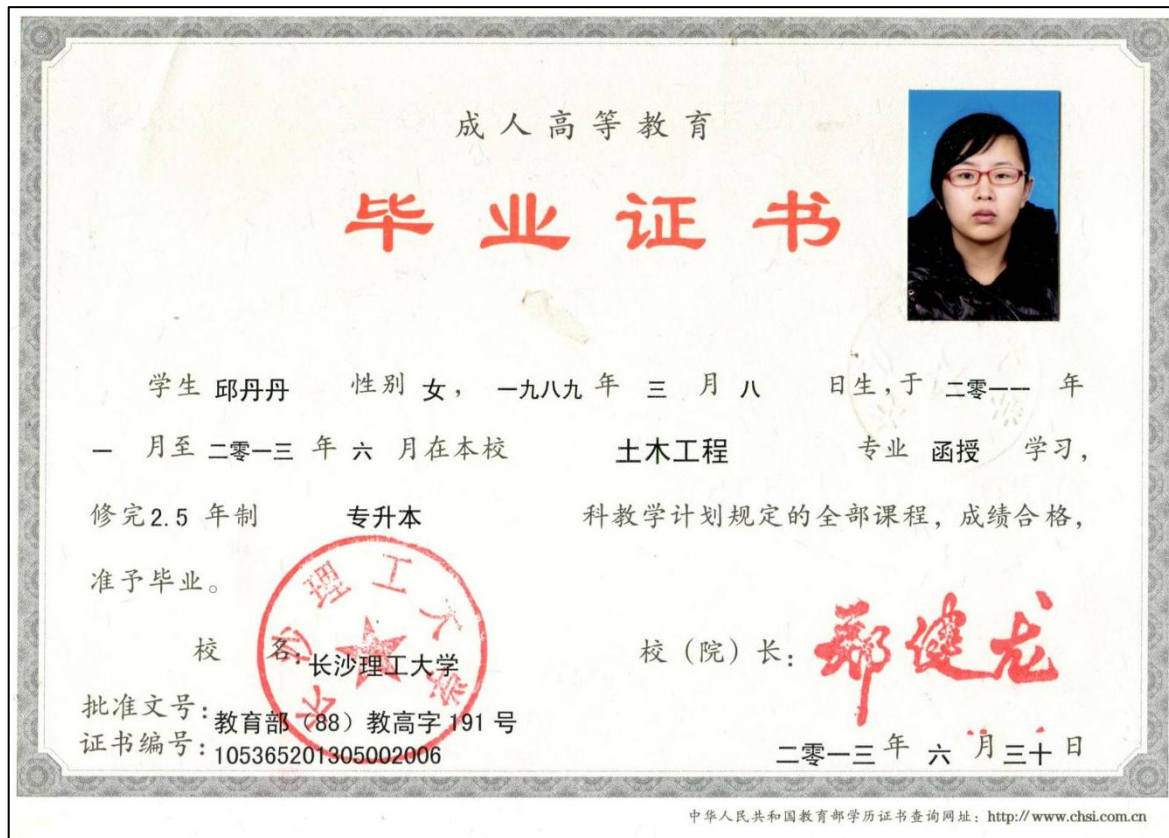 成人高等教育
毕业证书
学生 邱丹丹 性别 女， 一九八九 年 三 月 八 日生，于 二零一一 年
一 月至 二零一三 年 六 月在本校 土木工程 专业 函授 学习，
修完2.5 年制 专升本 科教学计划规定的全部课程，成绩合格，
准予毕业。
校 名：长沙理工大学
长沙理工大学
校（院）长：郑健龙
批准文号：教育部（88）教高字 191 号
证书编号：105365201305002006
二零一三 年 六 月 三十 日
中华人民共和国教育部学历证书查询网址：http://www.chsi.com.cn